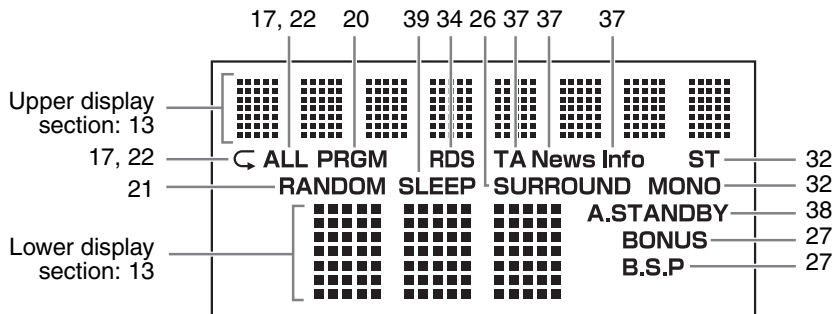 17, 22 20 39 34 26 37 37 37
Upper display
section: 13
17, 22 ALL PRGM RDS TA News Info ST 32
21 RANDOM SLEEP SURROUND MONO 32
A.STANDBY 38
Lower display
section: 13
BONUS 27
B.S.P 27